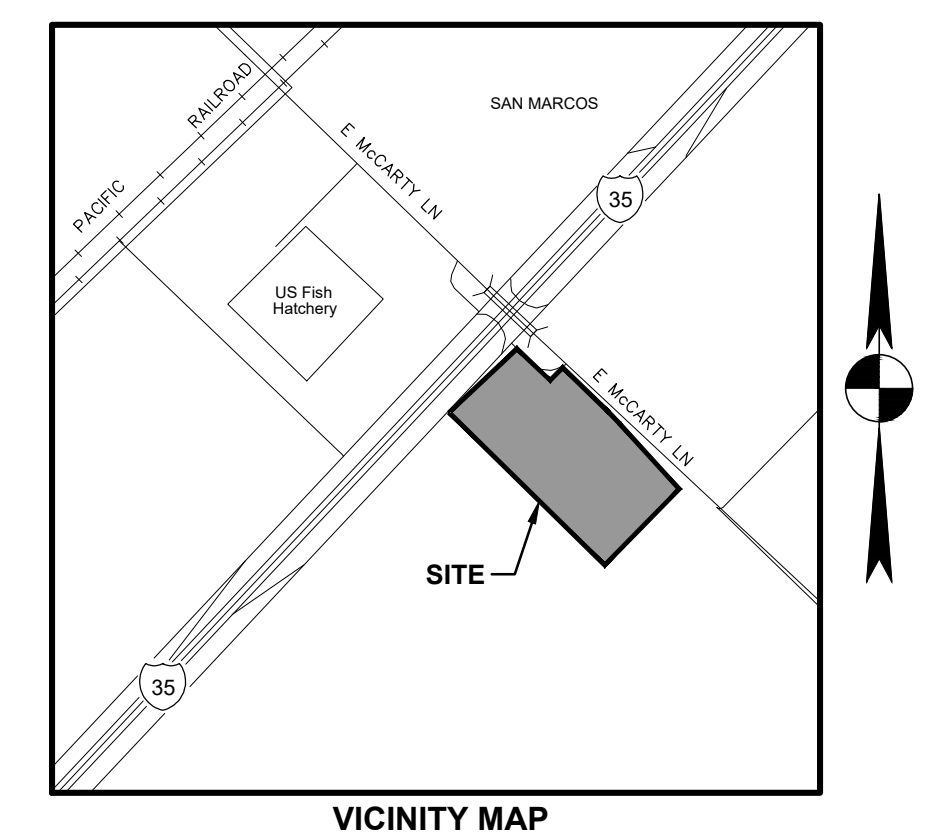 SAN MARCOS
PACIFIC RAILROAD
E McCARTY LN
35
US Fish
Hatchery
E McCARTY LN
SITE
35
VICINITY MAP